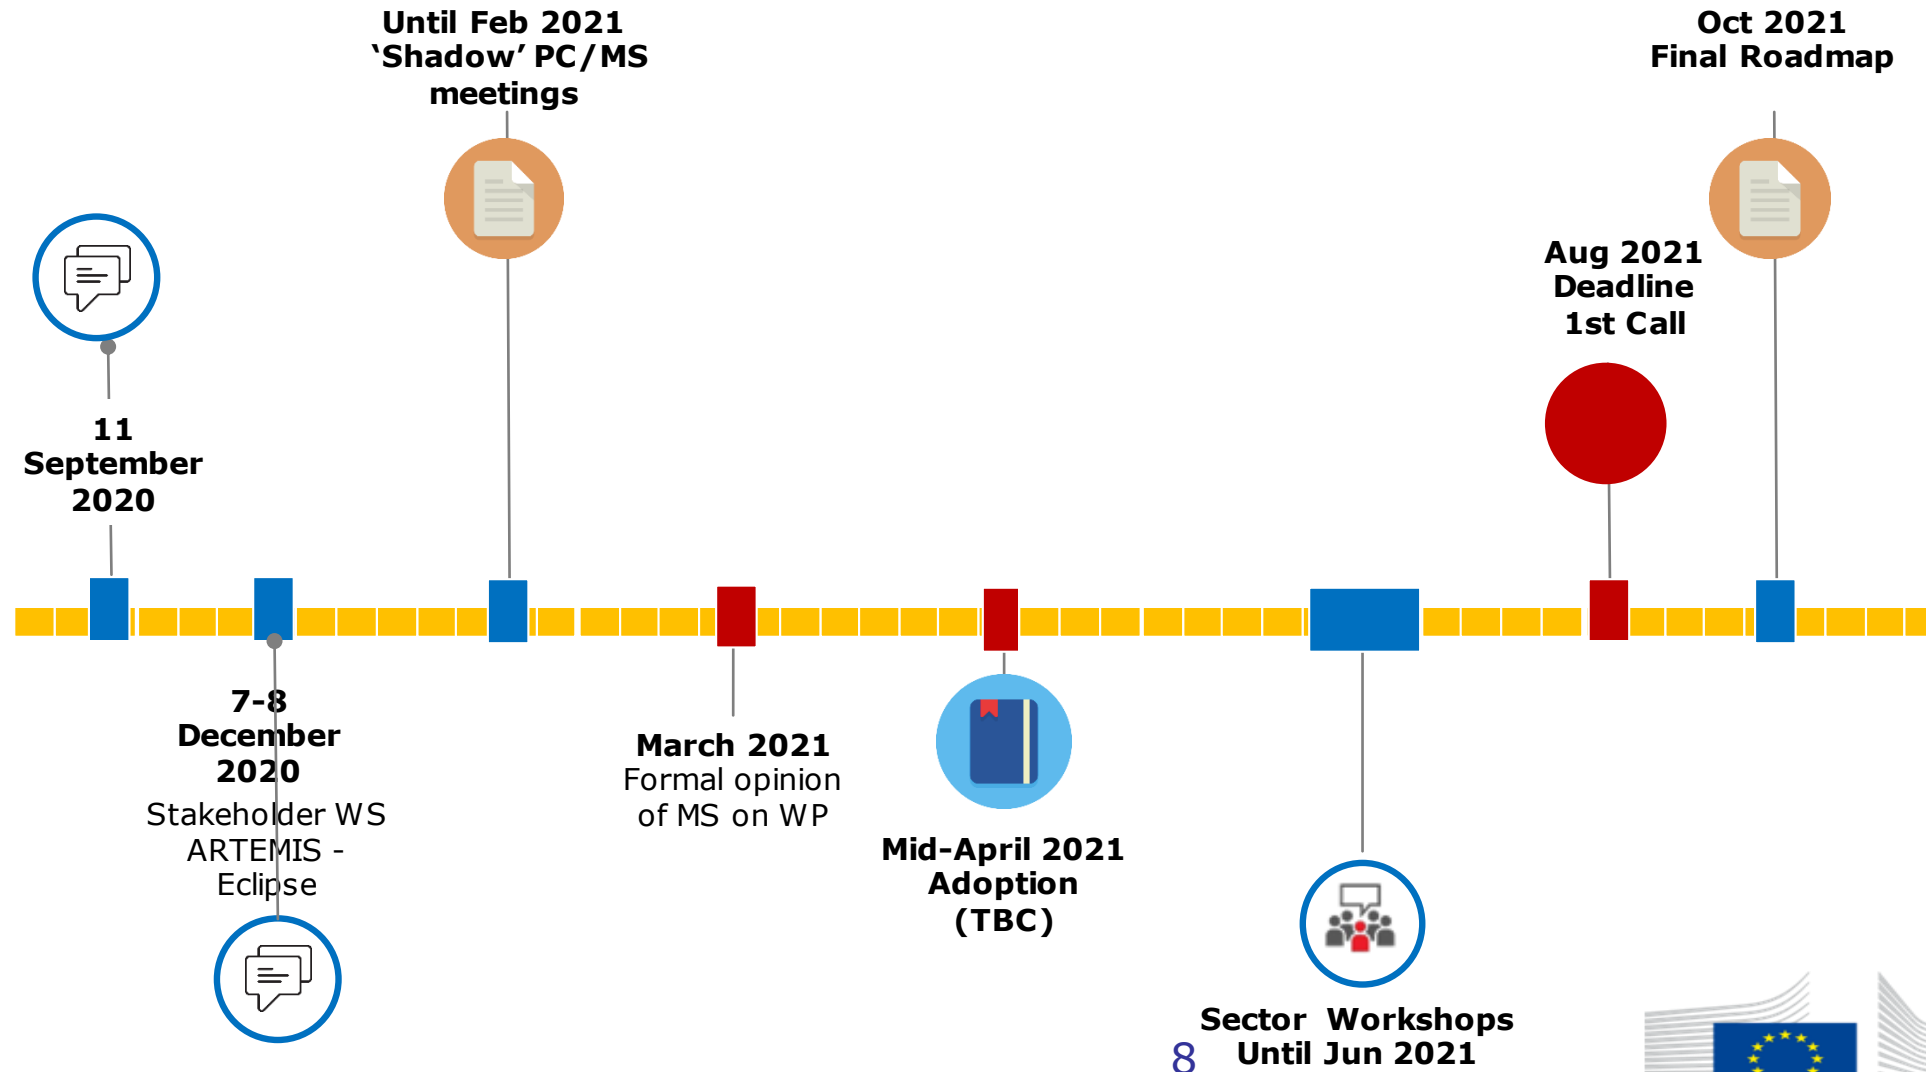 Until Feb 2021
‘Shadow’ PC/MS
meetings
Oct 2021
Final Roadmap
Aug 2021
Deadline
1st Call
11
September
2020
7-8
December
2020
Stakeholder WS
ARTEMIS -
Eclipse
March 2021
Formal opinion
of MS on WP
Mid-April 2021
Adoption
(TBC)
Sector Workshops
Until Jun 2021
8